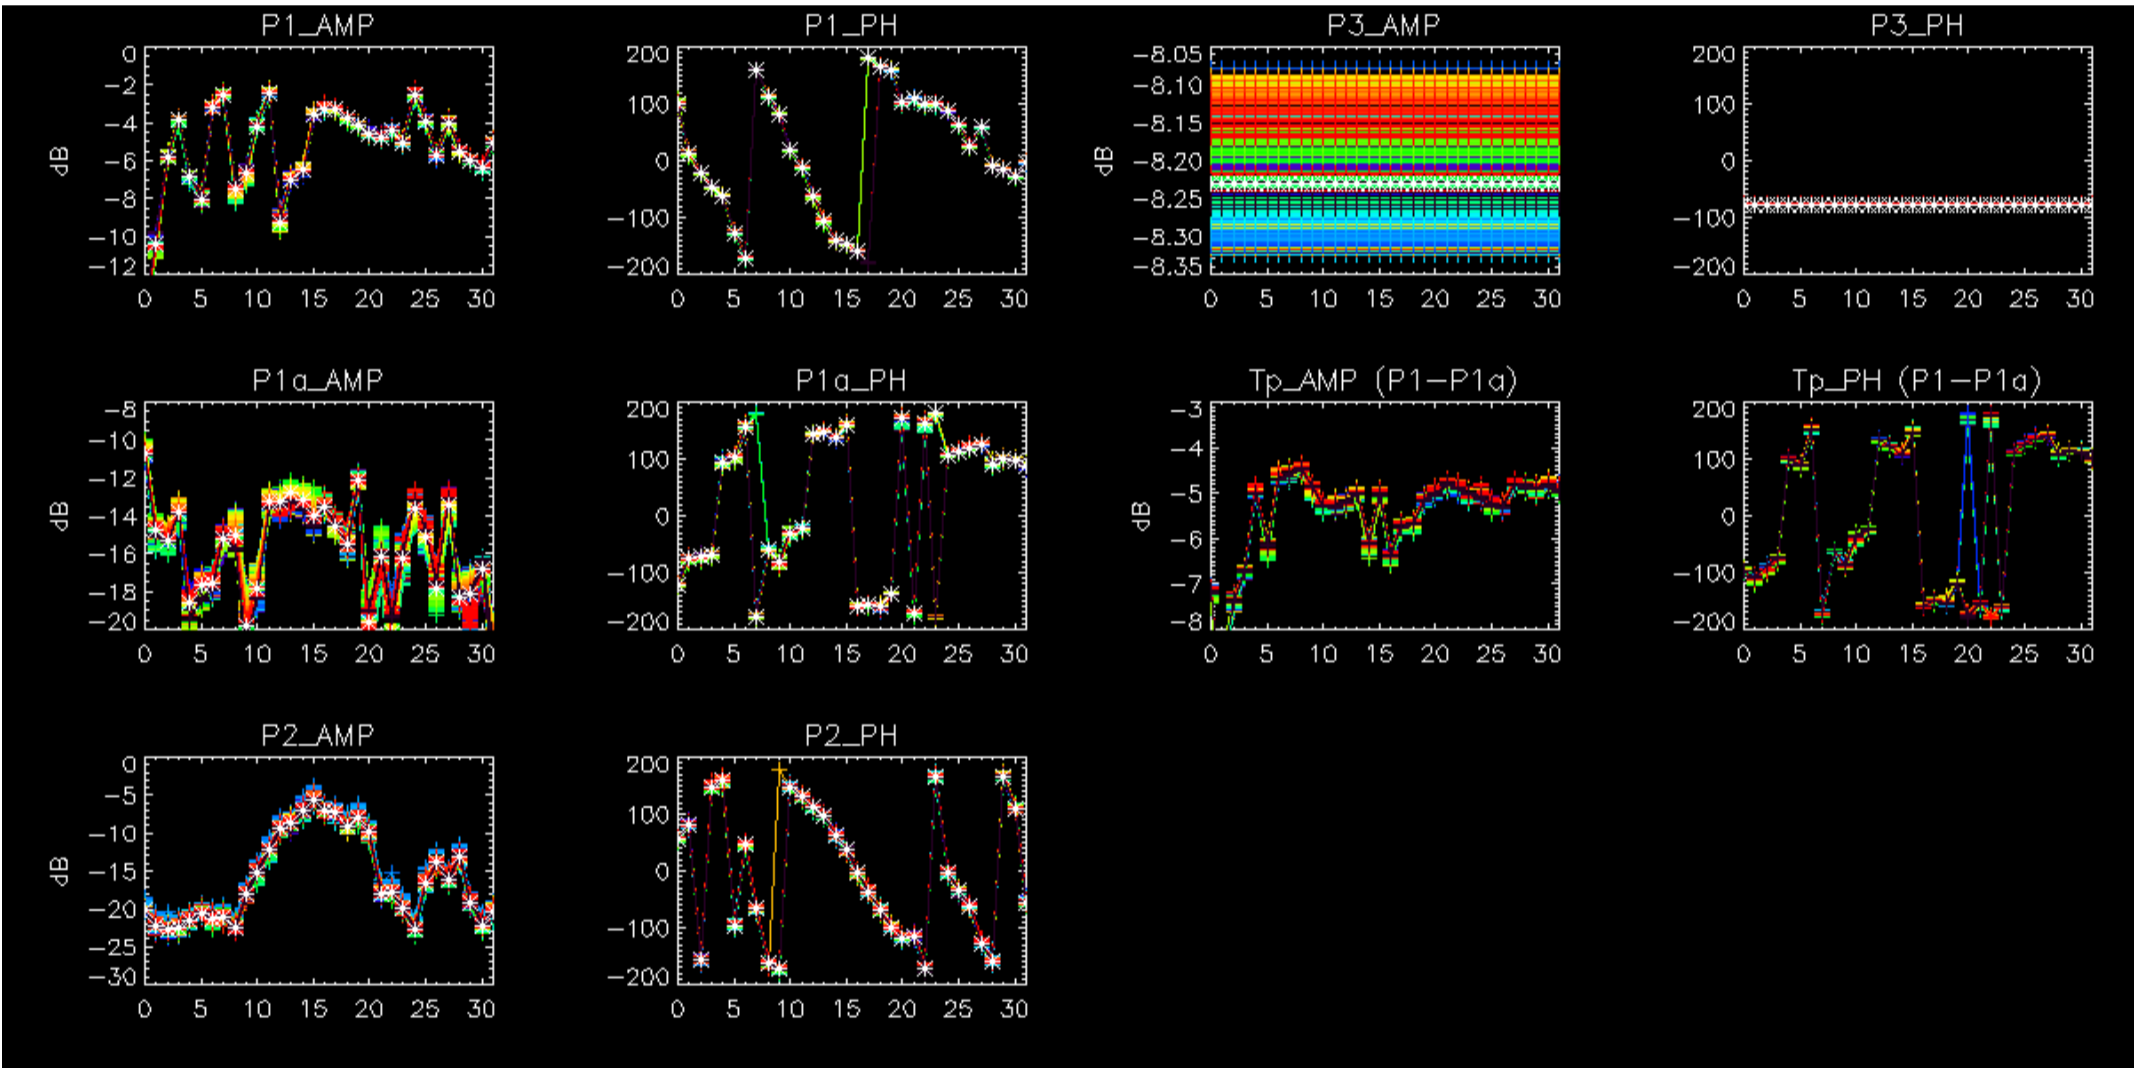 P1_AMP
P1_PH
P3_AMP
P3_PH
0
−2
−4
−6
−8
−10
−12
dB
0 5 10 15 20 25 30
200
100
0
−100
−200
0 5 10 15 20 25 30
−8.05
−8.10
−8.15
−8.20
−8.25
−8.30
−8.35
dB
0 5 10 15 20 25 30
200
100
0
−100
−200
0 5 10 15 20 25 30
P1a_AMP
P1a_PH
Tp_AMP (P1−P1a)
Tp_PH (P1−P1a)
−8
−10
−12
−14
−16
−18
−20
dB
0 5 10 15 20 25 30
200
100
0
−100
−200
0 5 10 15 20 25 30
−3
−4
−5
−6
−7
−8
dB
0 5 10 15 20 25 30
200
100
0
−100
−200
0 5 10 15 20 25 30
P2_AMP
P2_PH
0
−5
−10
−15
−20
−25
−30
dB
0 5 10 15 20 25 30
200
100
0
−100
−200
0 5 10 15 20 25 30